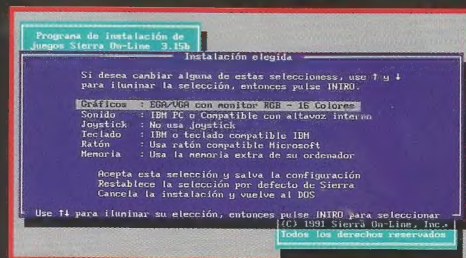 Programa de instalación de
juegos Sierra On-Line 3.15b
Instalación elegida
Si desea cambiar alguna de estas seleccioness, use ↑ y ↓
para iluminar la selección, entonces pulse INTRO.
Gráficos : EGA/VGA con monitor RGB - 16 Colores
Sonido : IBM PC o Compatible con altavoz interno
Joystick : No usa joystick
Teclado : IBM o teclado compatible IBM
Ratón : Usa ratón compatible Microsoft
Memoria : Usa la memoria extra de su ordenador
Acepta esta selección y salva la configuración
Restablece la selección por defecto de Sierra
Cancela la instalación y vuelve al DOS
Use ↑↓ para iluminar su elección, entonces pulse INTRO para seleccionar
(C) 1991 Sierra On-Line, Inc.
Todos los derechos reservados